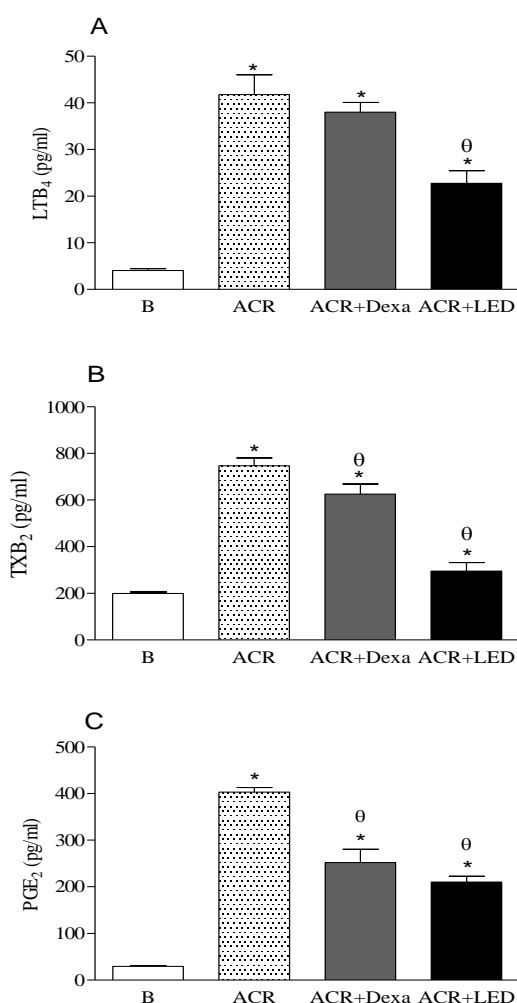 A
LTB4 (pg/ml)
50
40
30
20
10
0
*
*
θ
*
B ACR ACR+Dexa ACR+LED
B
TXB2 (pg/ml)
1000
800
600
400
200
0
*
θ
*
θ
*
B ACR ACR+Dexa ACR+LED
C
PGE2 (pg/ml)
500
400
300
200
100
0
*
θ
*
θ
*
B ACR ACR+Dexa ACR+LED